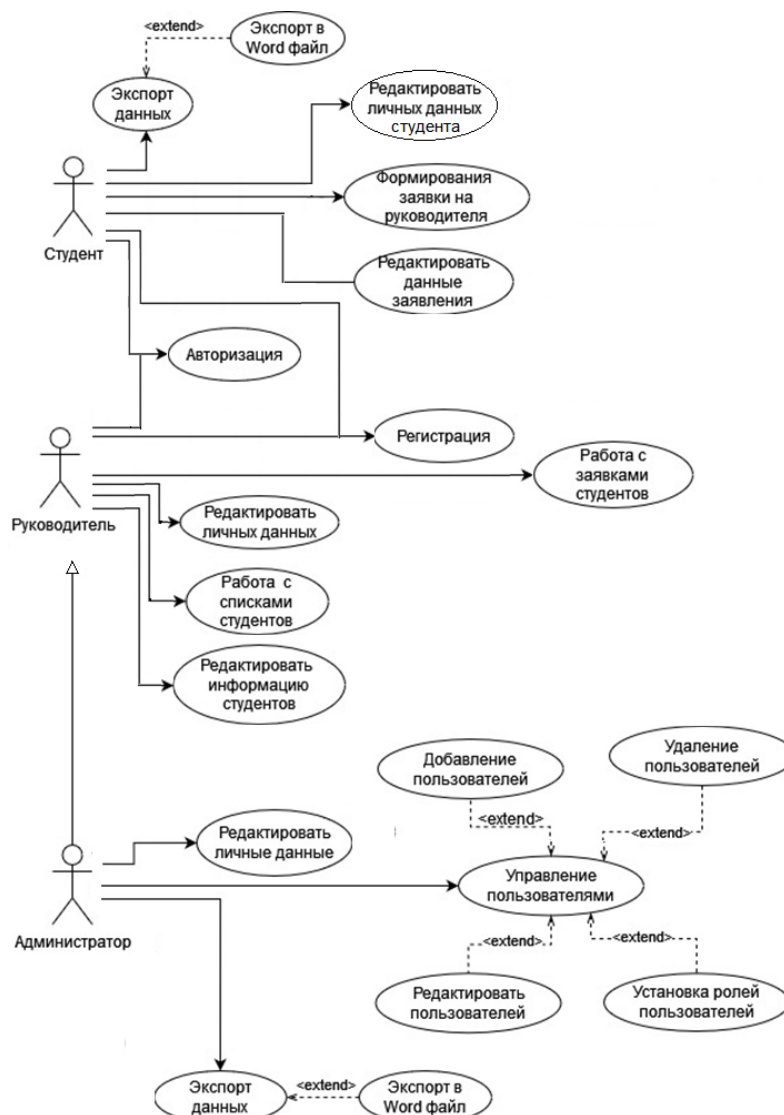 <extend>
Экспорт в
Word файл
Экспорт
данных
Редактировать
личных данных
студента
Формирования
заявки на
руководителя
Студент
Редактировать
данные
заявления
Авторизация
Регистрация
Работа с
заявками
студентов
Руководитель
Редактировать
личных данных
Работа с
списками
студентов
Редактировать
информацию
студентов
Добавление
пользователей
Удаление
пользователей
<extend>
<extend>
Редактировать
личные данные
Управление
пользователями
Администратор
<extend>
<extend>
Редактировать
пользователей
Установка ролей
пользователей
Экспорт
данных
<extend>
Экспорт в
Word файл